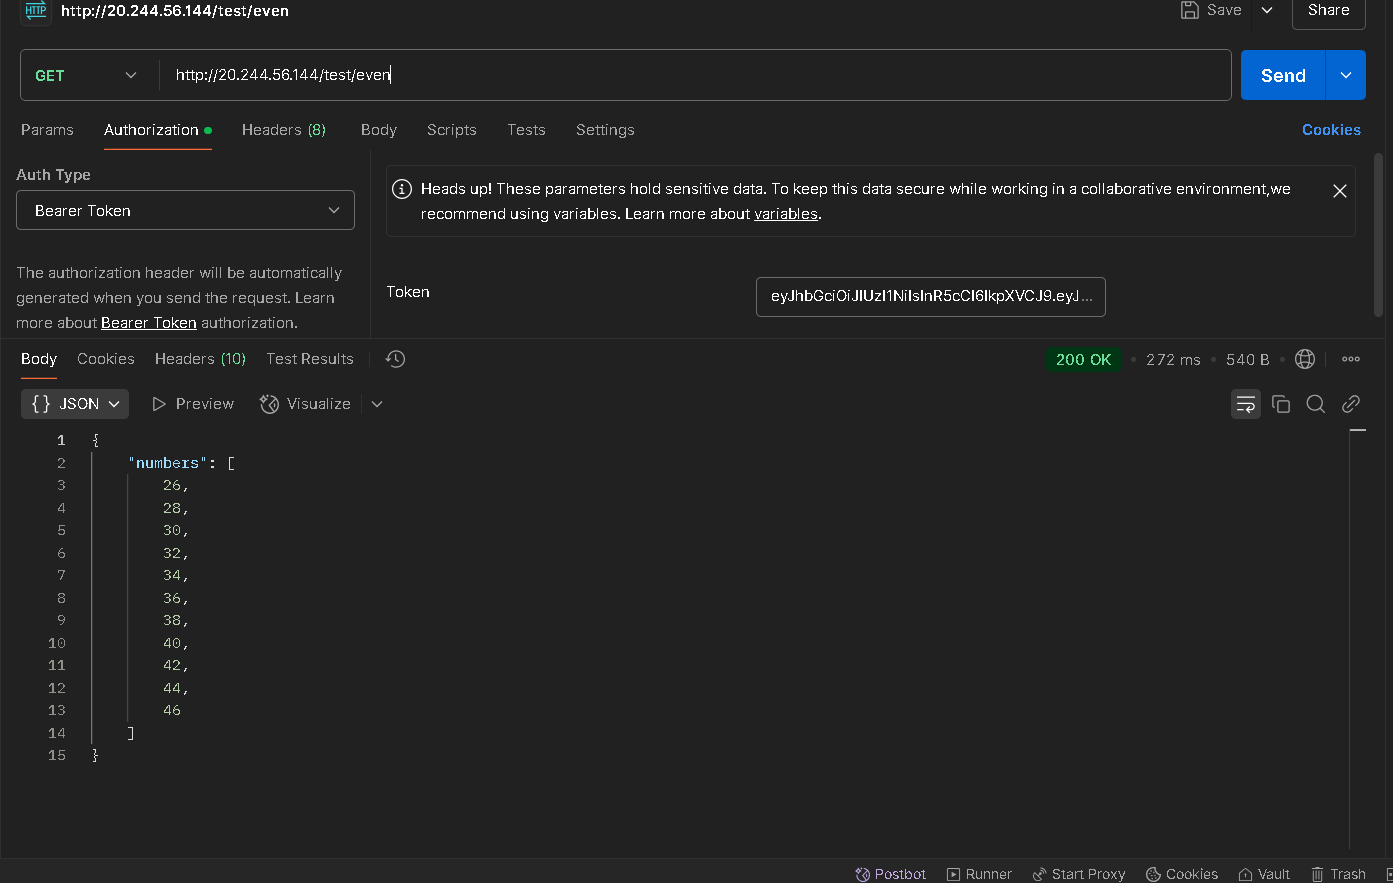 HTTP http://20.244.56.144/test/even Save Share
GET http://20.244.56.144/test/even Send
Params Authorization Headers (8) Body Scripts Tests Settings Cookies
Auth Type
Bearer Token
The authorization header will be automatically
generated when you send the request. Learn
more about Bearer Token authorization.
Heads up! These parameters hold sensitive data. To keep this data secure while working in a collaborative environment,we
recommend using variables. Learn more about variables.
Token eyJhbGciOiJIUzI1NiIsInR5cCI6IkpXVCJ9.eyJ...
Body Cookies Headers (10) Test Results 200 OK 272 ms 540 B
{} JSON Preview Visualize
1 {
2 "numbers": [
3 26,
4 28,
5 30,
6 32,
7 34,
8 36,
9 38,
10 40,
11 42,
12 44,
13 46
14 ]
15 }
Postbot Runner Start Proxy Cookies Vault Trash